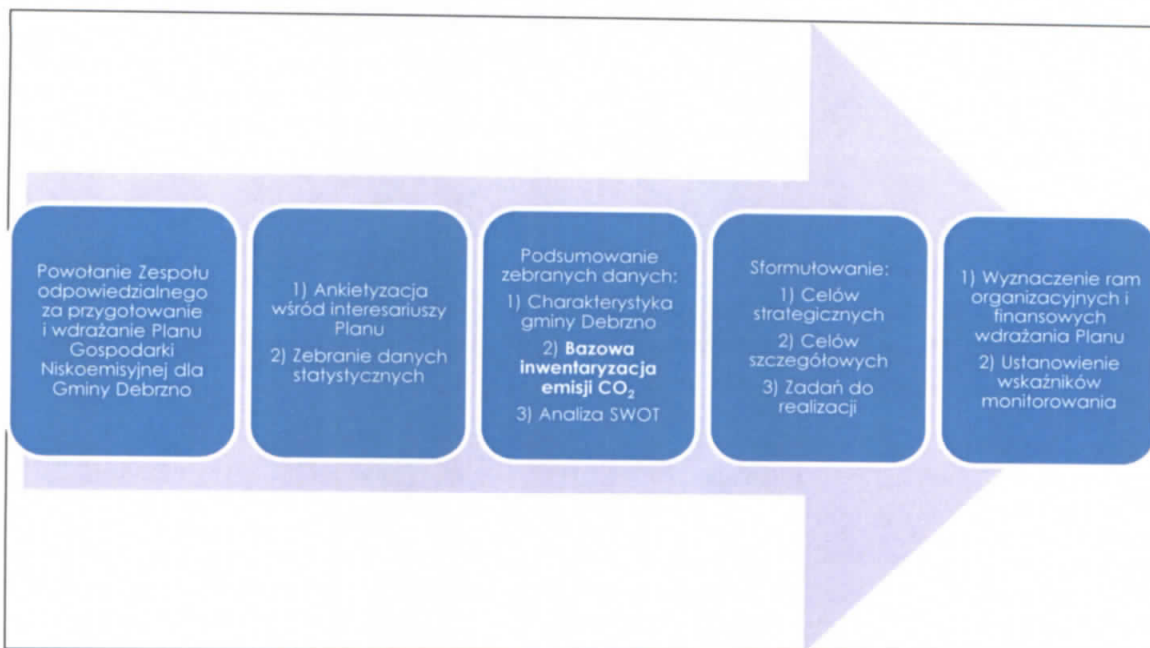 Powołanie Zespołu
odpowiedzialnego
za przygotowanie
i wdrażanie Planu
Gospodarki
Niskoemisyjnej dla
Gminy Debrzno
1) Ankietyzacja
wśród interesariuszy
Planu
2) Zebranie danych
statystycznych
Podsumowanie
zebranych danych:
1) Charakterystyka
gminy Debrzno
2) Bazowa
inwentaryzacja
emisji CO₂
3) Analiza SWOT
Sformułowanie:
1) Celów
strategicznych
2) Celów
szczegółowych
3) Zadań do
realizacji
1) Wyznaczenie ram
organizacyjnych i
finansowych
wdrażania Planu
2) Ustanowienie
wskaźników
monitorowania